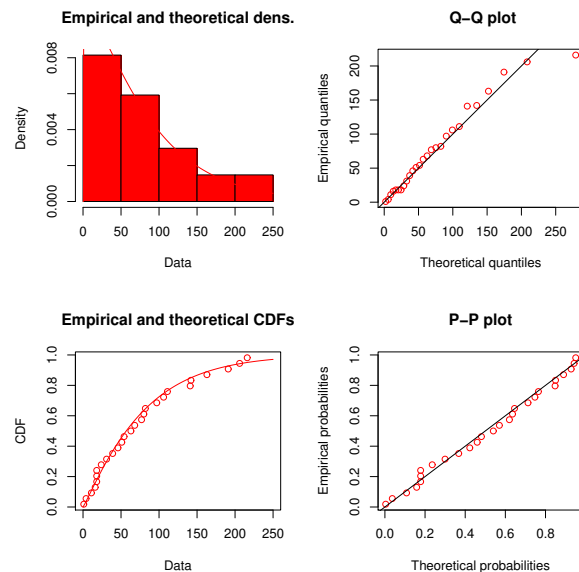 Empirical and theoretical dens.
Density
0.000
0.004
0.008
0 50 100 150 200 250
Data
Q−Q plot
Empirical quantiles
0 50 100 200
0 50 100 150 200 250
Theoretical quantiles
Empirical and theoretical CDFs
CDF
0.0 0.2 0.4 0.6 0.8 1.0
0 50 100 150 200 250
Data
P−P plot
Empirical probabilities
0.0 0.2 0.4 0.6 0.8 1.0
0.0 0.2 0.4 0.6 0.8
Theoretical probabilities